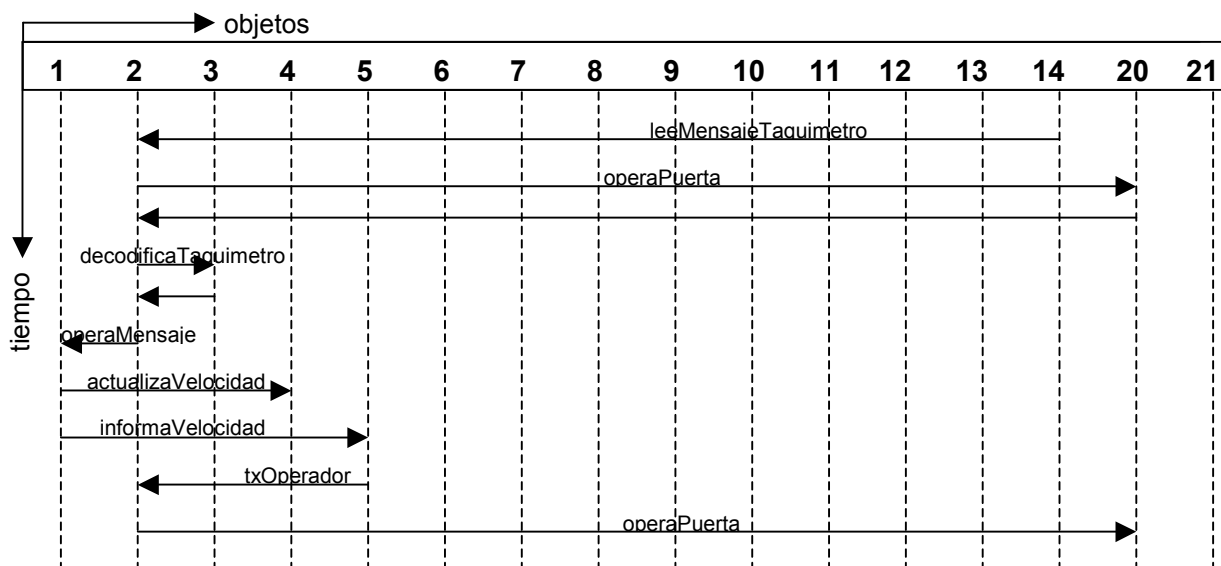 objetos
1 2 3 4 5 6 7 8 9 10 11 12 13 14 20 21
leeMensajeTaquimetro
operaPuerta
decodificaTaquimetro
tiempo
operaMensaje
actualizaVelocidad
informaVelocidad
txOperador
operaPuerta